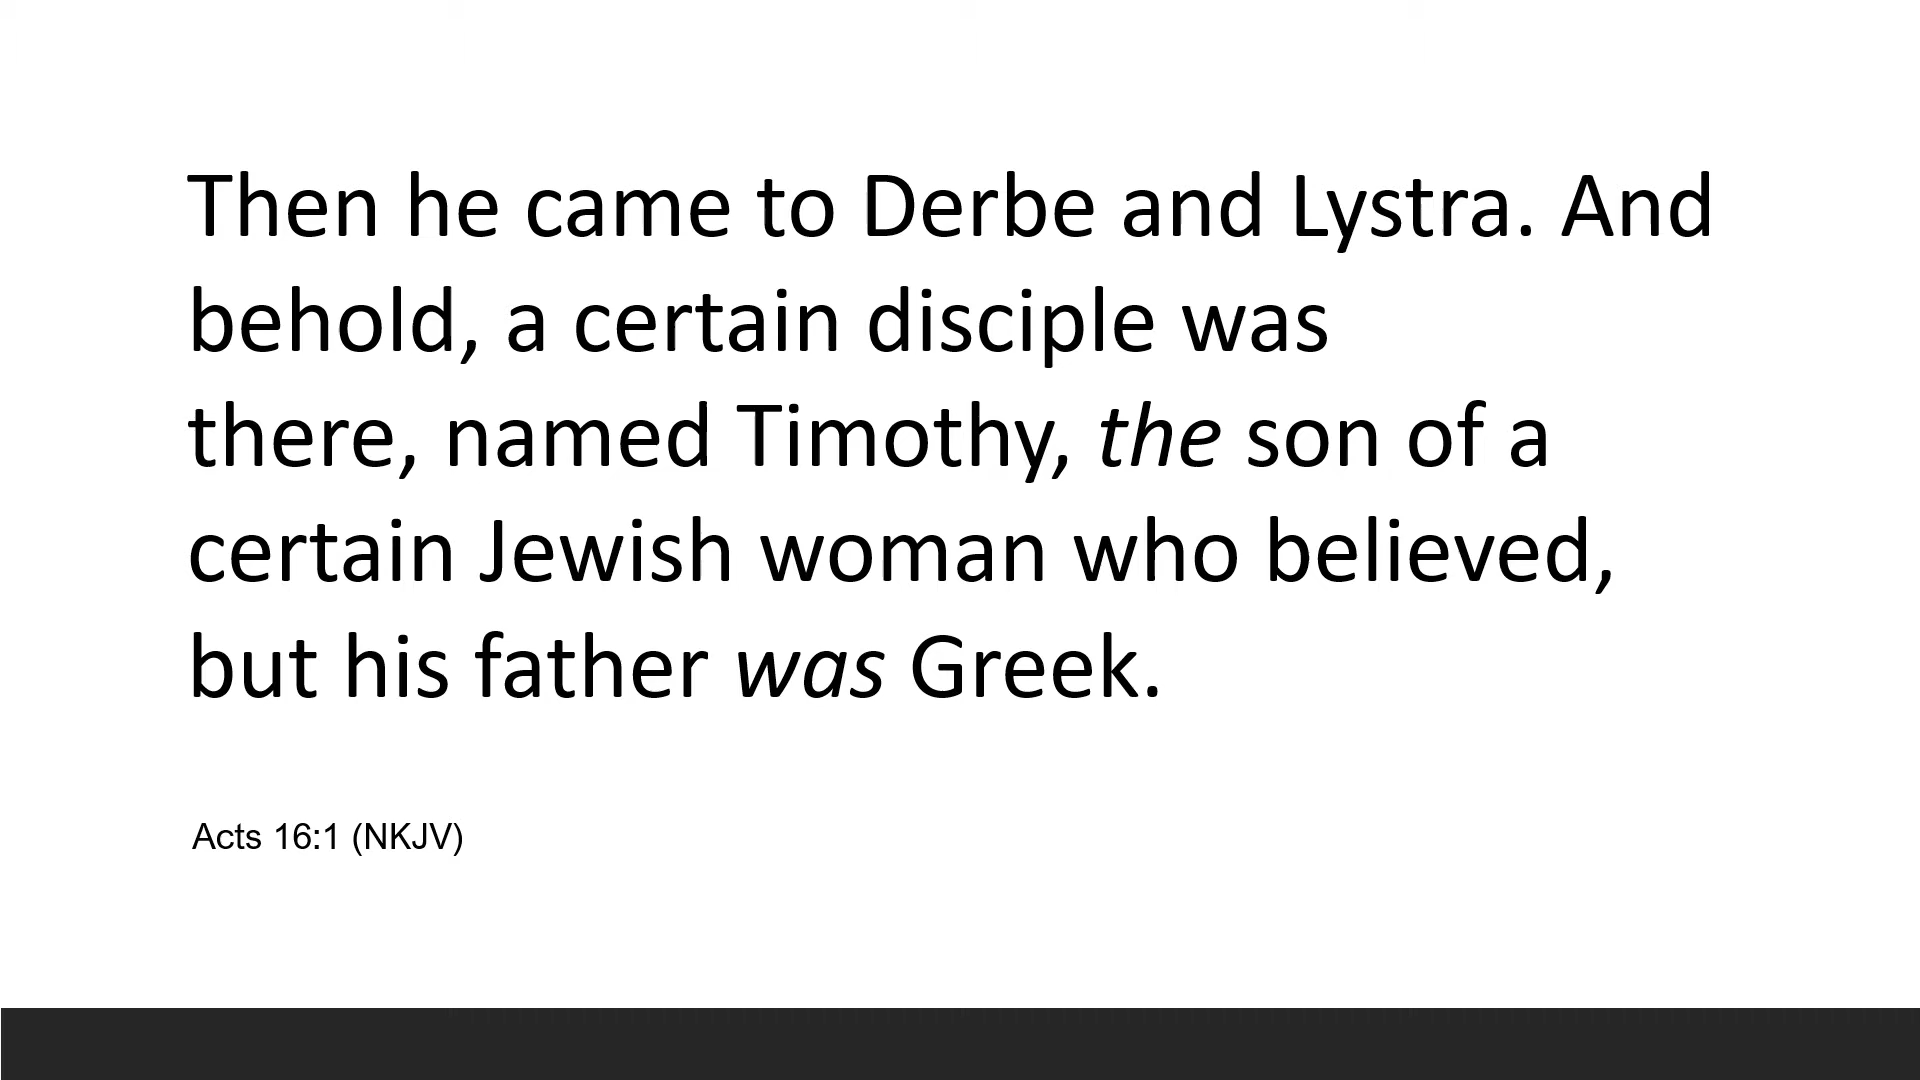 Then he came to Derbe and Lystra. And
behold, a certain disciple was
there, named Timothy, the son of a
certain Jewish woman who believed,
but his father was Greek.
Acts 16:1 (NKJV)